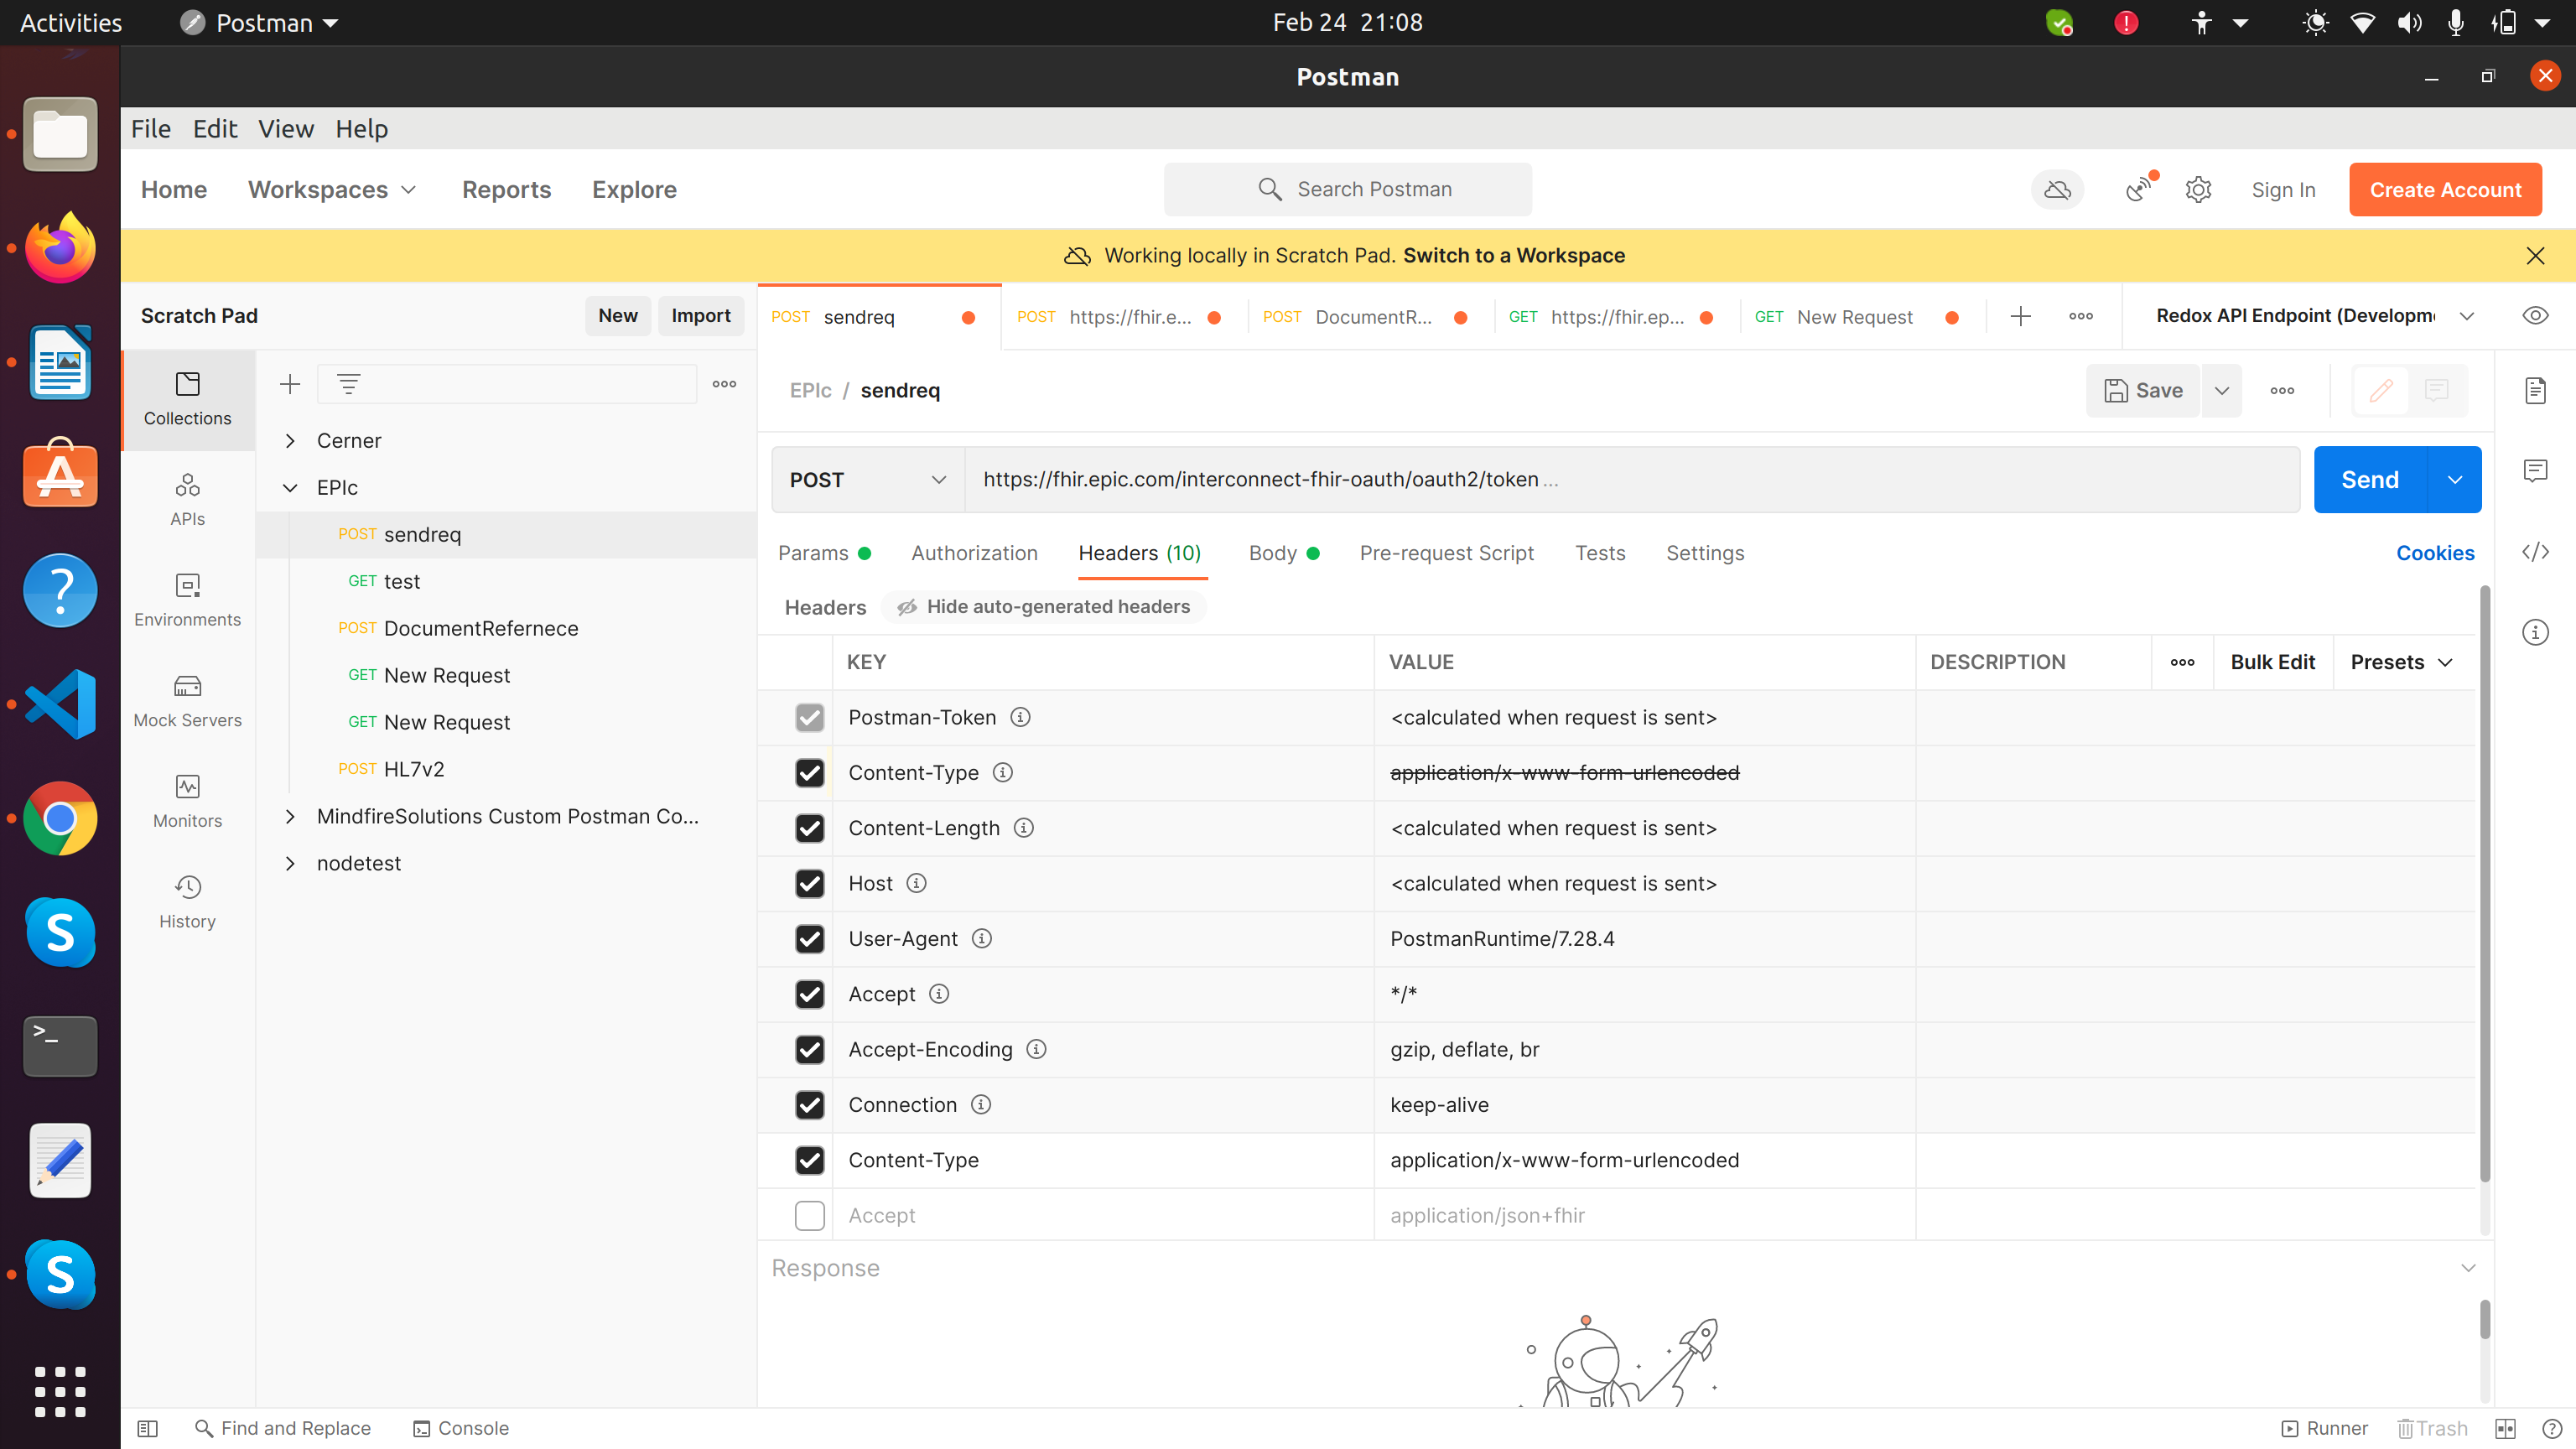 Activities Postman Feb 24 21:08
Postman
File Edit View Help
Home Workspaces Reports Explore Search Postman Sign In Create Account
Working locally in Scratch Pad. Switch to a Workspace
Scratch Pad New Import POST sendreq POST https://fhir.e... POST DocumentR... GET https://fhir.ep... GET New Request Redox API Endpoint (Developm
Collections
APIs
Environments
Mock Servers
Monitors
History
Cerner
EPIc
POST sendreq
GET test
POST DocumentRefernece
GET New Request
GET New Request
POST HL7v2
MindfireSolutions Custom Postman Co...
nodetest
EPIc / sendreq Save
POST https://fhir.epic.com/interconnect-fhir-oauth/oauth2/token ... Send
Params Authorization Headers (10) Body Pre-request Script Tests Settings Cookies
Headers Hide auto-generated headers
KEY VALUE DESCRIPTION Bulk Edit Presets
Postman-Token <calculated when request is sent>
Content-Type application/x-www-form-urlencoded
Content-Length <calculated when request is sent>
Host <calculated when request is sent>
User-Agent PostmanRuntime/7.28.4
Accept */*
Accept-Encoding gzip, deflate, br
Connection keep-alive
Content-Type application/x-www-form-urlencoded
Accept application/json+fhir
Response
Find and Replace Console Runner Trash